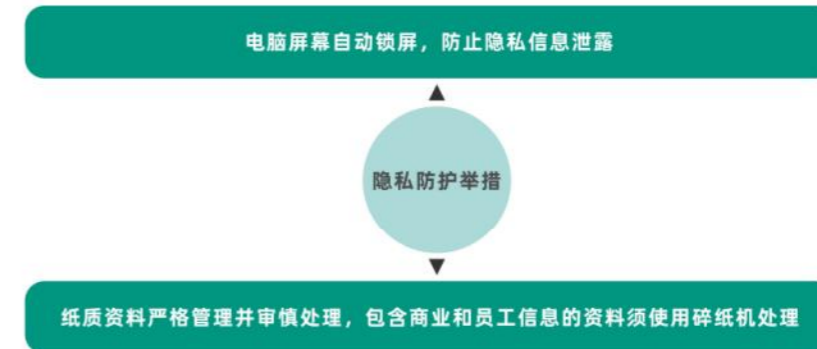 电脑屏幕自动锁屏，防止隐私信息泄露
隐私防护举措
纸质资料严格管理并审慎处理，包含商业和员工信息的资料须使用碎纸机处理